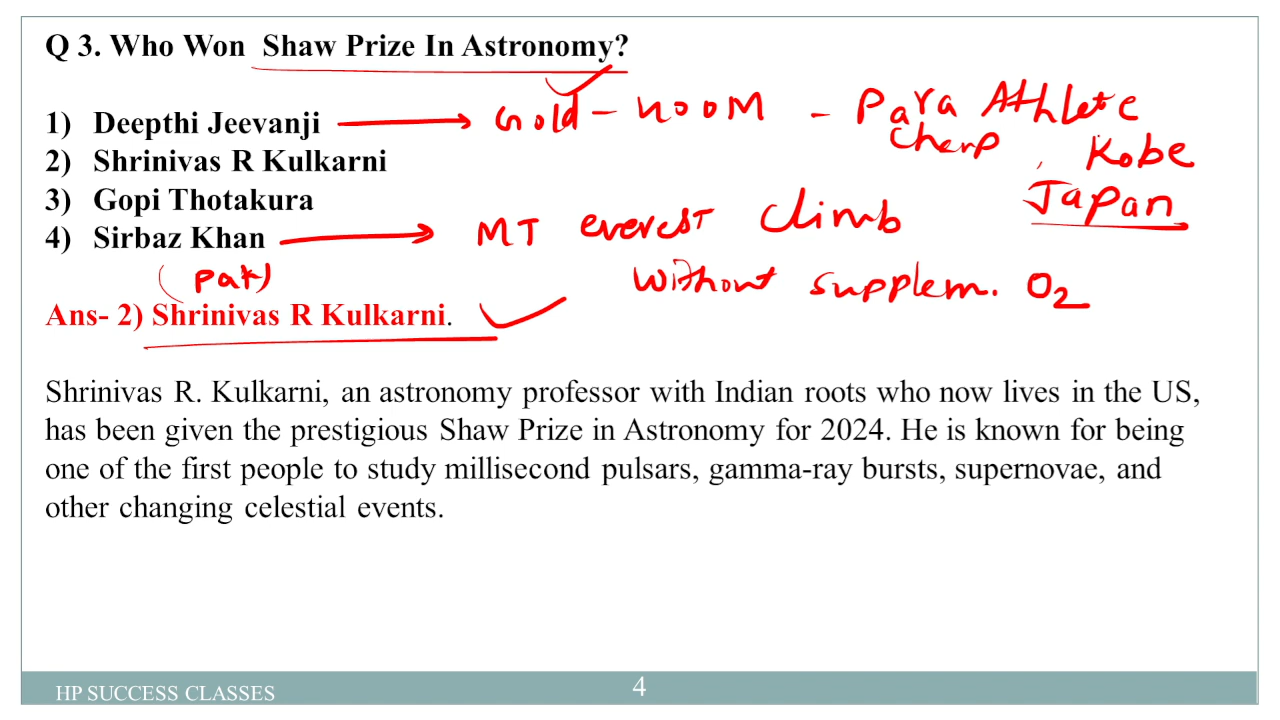 Q 3. Who Won Shaw Prize In Astronomy?
1) Deepthi Jeevanji → Gold - 400M - Para Athlete
Champ, Kobe
2) Shrinivas R Kulkarni
3) Gopi Thotakura
Japan
4) Sirbaz Khan → MT everest climb
(Pak)
without supplem. O2
Ans- 2) Shrinivas R Kulkarni.
Shrinivas R. Kulkarni, an astronomy professor with Indian roots who now lives in the US,
has been given the prestigious Shaw Prize in Astronomy for 2024. He is known for being
one of the first people to study millisecond pulsars, gamma-ray bursts, supernovae, and
other changing celestial events.
HP SUCCESS CLASSES
4